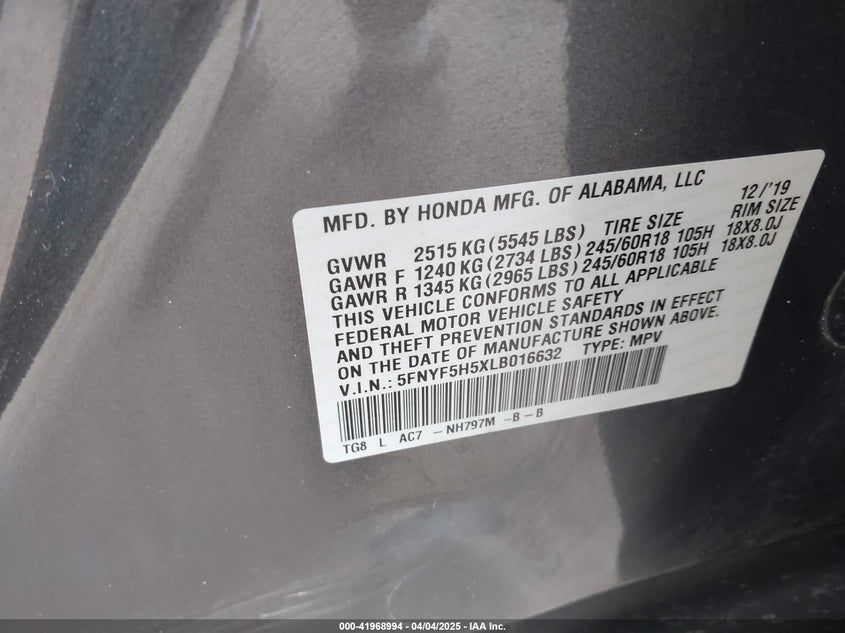 MFD. BY HONDA MFG. OF ALABAMA, LLC 12/'19
GVWR 2515 KG (5545 LBS) TIRE SIZE RIM SIZE
GAWR F 1240 KG (2734 LBS) 245/60R18 105H 18X8.0J
GAWR R 1345 KG (2965 LBS) 245/60R18 105H 18X8.0J
THIS VEHICLE CONFORMS TO ALL APPLICABLE
FEDERAL MOTOR VEHICLE SAFETY
AND THEFT PREVENTION STANDARDS IN EFFECT
ON THE DATE OF MANUFACTURE SHOWN ABOVE.
V.I.N.: 5FNYF5H5XLB016632 TYPE: MPV
TG8 L AC7 -NH797M -B-B
000-41968994 - 04/04/2025 - IAA Inc.